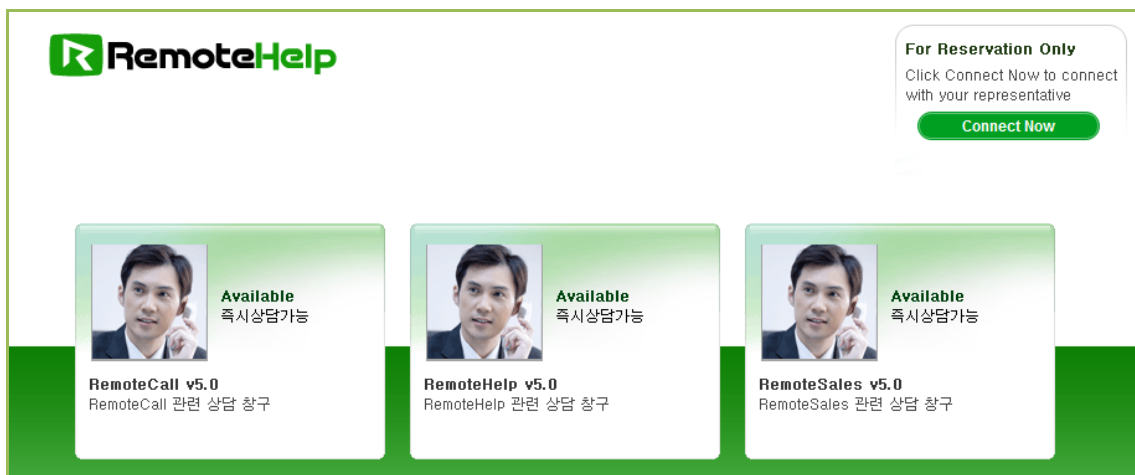 RemoteHelp
For Reservation Only
Click Connect Now to connect
with your representative
Connect Now
Available
즉시상담가능
RemoteCall v5.0
RemoteCall 관련 상담 창구
Available
즉시상담가능
RemoteHelp v5.0
RemoteHelp 관련 상담 창구
Available
즉시상담가능
RemoteSales v5.0
RemoteSales 관련 상담 창구